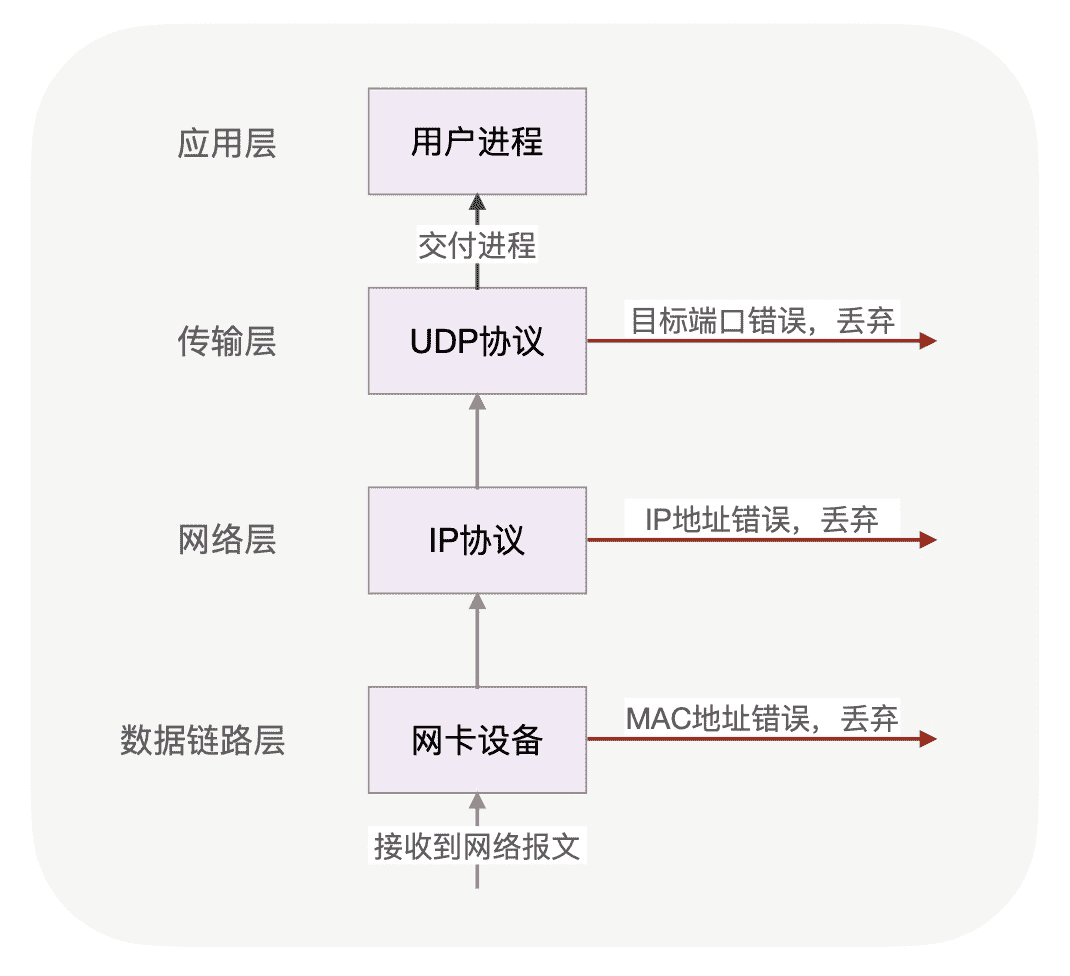 应用层
用户进程
交付进程
传输层
UDP协议
目标端口错误，丢弃
网络层
IP协议
IP地址错误，丢弃
数据链路层
网卡设备
MAC地址错误，丢弃
接收到网络报文